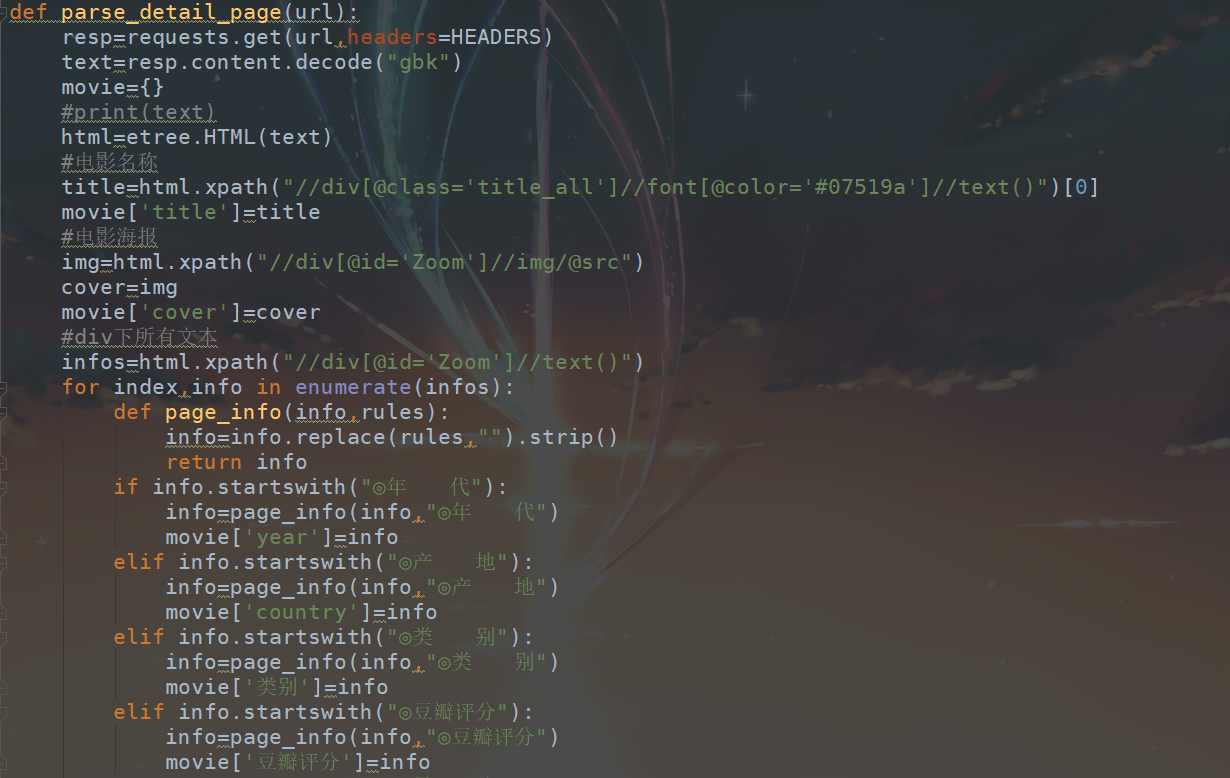 def parse_detail_page(url):
    resp=requests.get(url,headers=HEADERS)
    text=resp.content.decode("gbk")
    movie={}
    #print(text)
    html=etree.HTML(text)
    #电影名称
    title=html.xpath("//div[@class='title_all']//font[@color='#07519a']//text()")[0]
    movie['title']=title
    #电影海报
    img=html.xpath("//div[@id='Zoom']//img/@src")
    cover=img
    movie['cover']=cover
    #div下所有文本
    infos=html.xpath("//div[@id='Zoom']//text()")
    for index,info in enumerate(infos):
        def page_info(info,rules):
            info=info.replace(rules,"").strip()
            return info
        if info.startswith("◎年　　代"):
            info=page_info(info,"◎年　　代")
            movie['year']=info
        elif info.startswith("◎产　　地"):
            info=page_info(info,"◎产　　地")
            movie['country']=info
        elif info.startswith("◎类　　别"):
            info=page_info(info,"◎类　　别")
            movie['类别']=info
        elif info.startswith("◎豆瓣评分"):
            info=page_info(info,"◎豆瓣评分")
            movie['豆瓣评分']=info